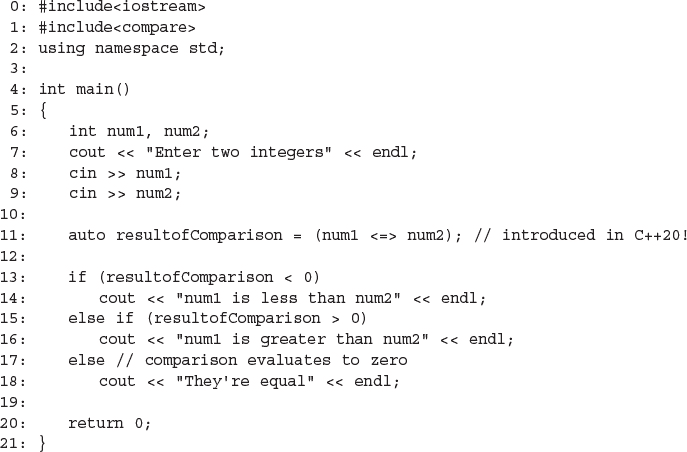 0: #include<iostream>
1: #include<compare>
2: using namespace std;
3:
4: int main()
5: {
6:    int num1, num2;
7:    cout << "Enter two integers" << endl;
8:    cin >> num1;
9:    cin >> num2;
10:
11:    auto resultofComparison = (num1 <=> num2); // introduced in C++20!
12:
13:    if (resultofComparison < 0)
14:       cout << "num1 is less than num2" << endl;
15:    else if (resultofComparison > 0)
16:       cout << "num1 is greater than num2" << endl;
17:    else // comparison evaluates to zero
18:       cout << "They're equal" << endl;
19:
20:    return 0;
21: }